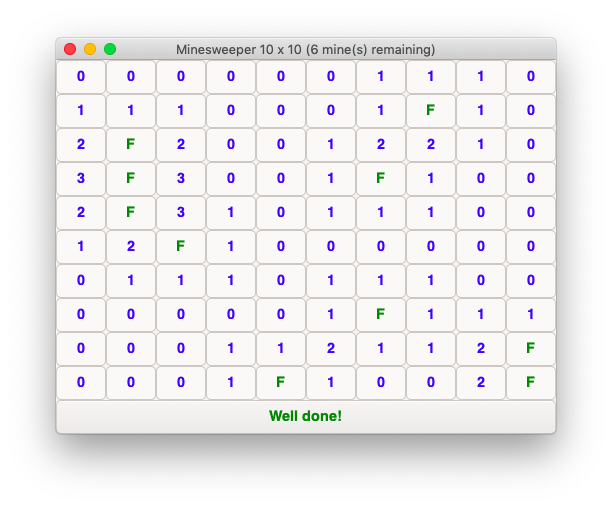 Minesweeper 10 x 10 (6 mine(s) remaining)
0 0 0 0 0 0 1 1 1 0
1 1 1 0 0 0 1 F 1 0
2 F 2 0 0 1 2 2 1 0
3 F 3 0 0 1 F 1 0 0
2 F 3 1 0 1 1 1 0 0
1 2 F 1 0 0 0 0 0 0
0 1 1 1 0 1 1 1 0 0
0 0 0 0 0 1 F 1 1 1
0 0 0 1 1 2 1 1 2 F
0 0 0 1 F 1 0 0 2 F
Well done!